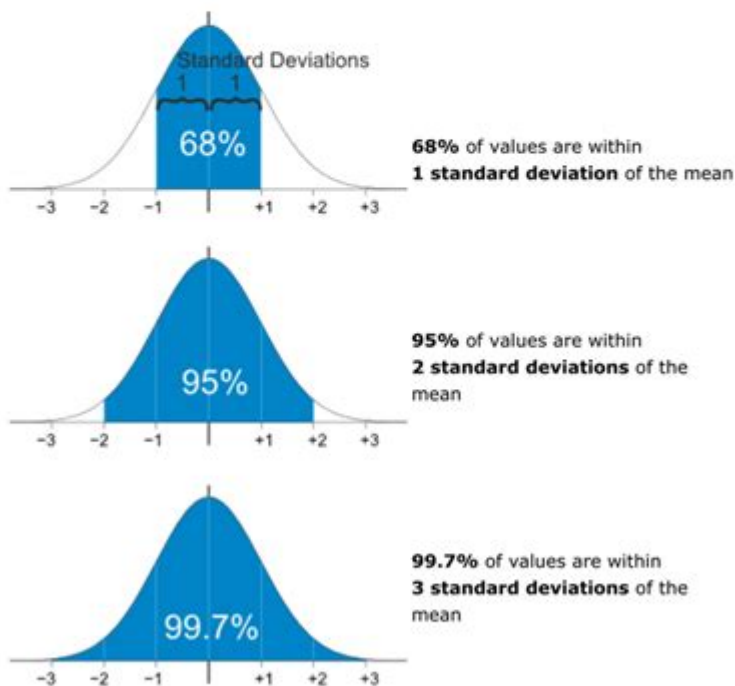 Standard Deviations
1 1
68%
−3 −2 −1 +1 +2 +3
68% of values are within
1 standard deviation of the mean
95%
−3 −2 −1 +1 +2 +3
95% of values are within
2 standard deviations of the
mean
99.7%
−3 −2 −1 +1 +2 +3
99.7% of values are within
3 standard deviations of the
mean